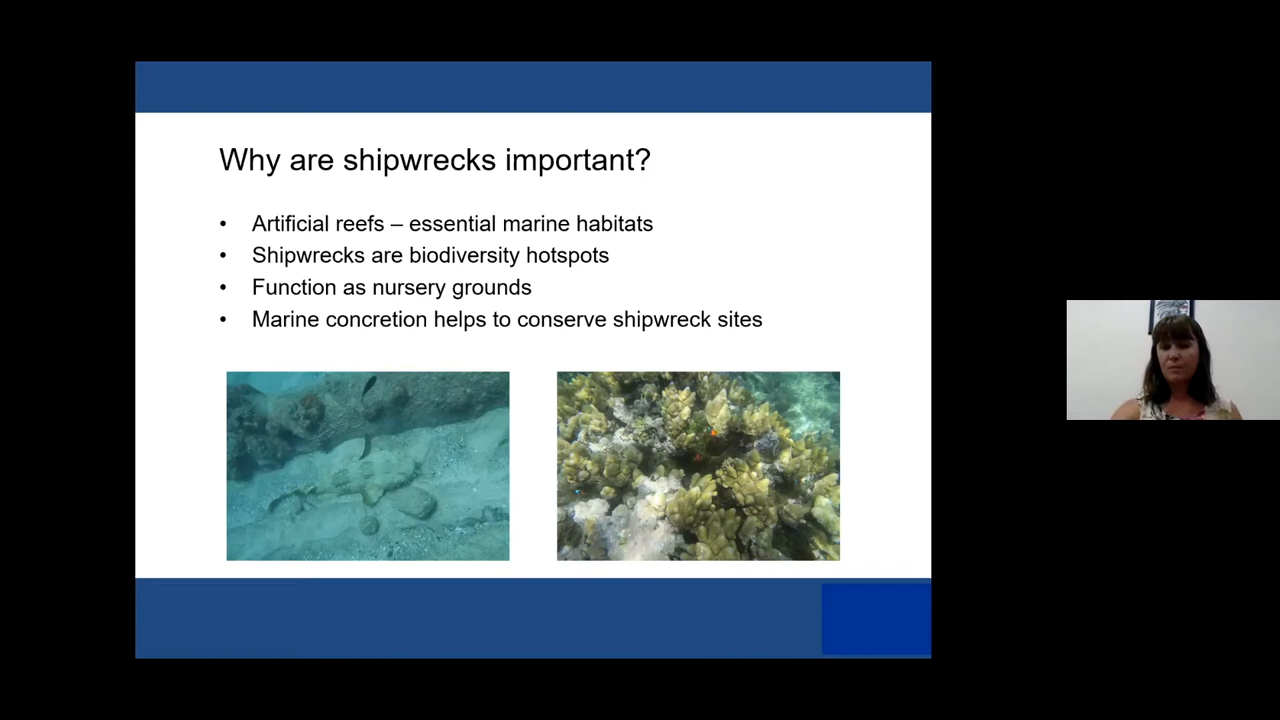 Why are shipwrecks important?
• Artificial reefs – essential marine habitats
• Shipwrecks are biodiversity hotspots
• Function as nursery grounds
• Marine concretion helps to conserve shipwreck sites